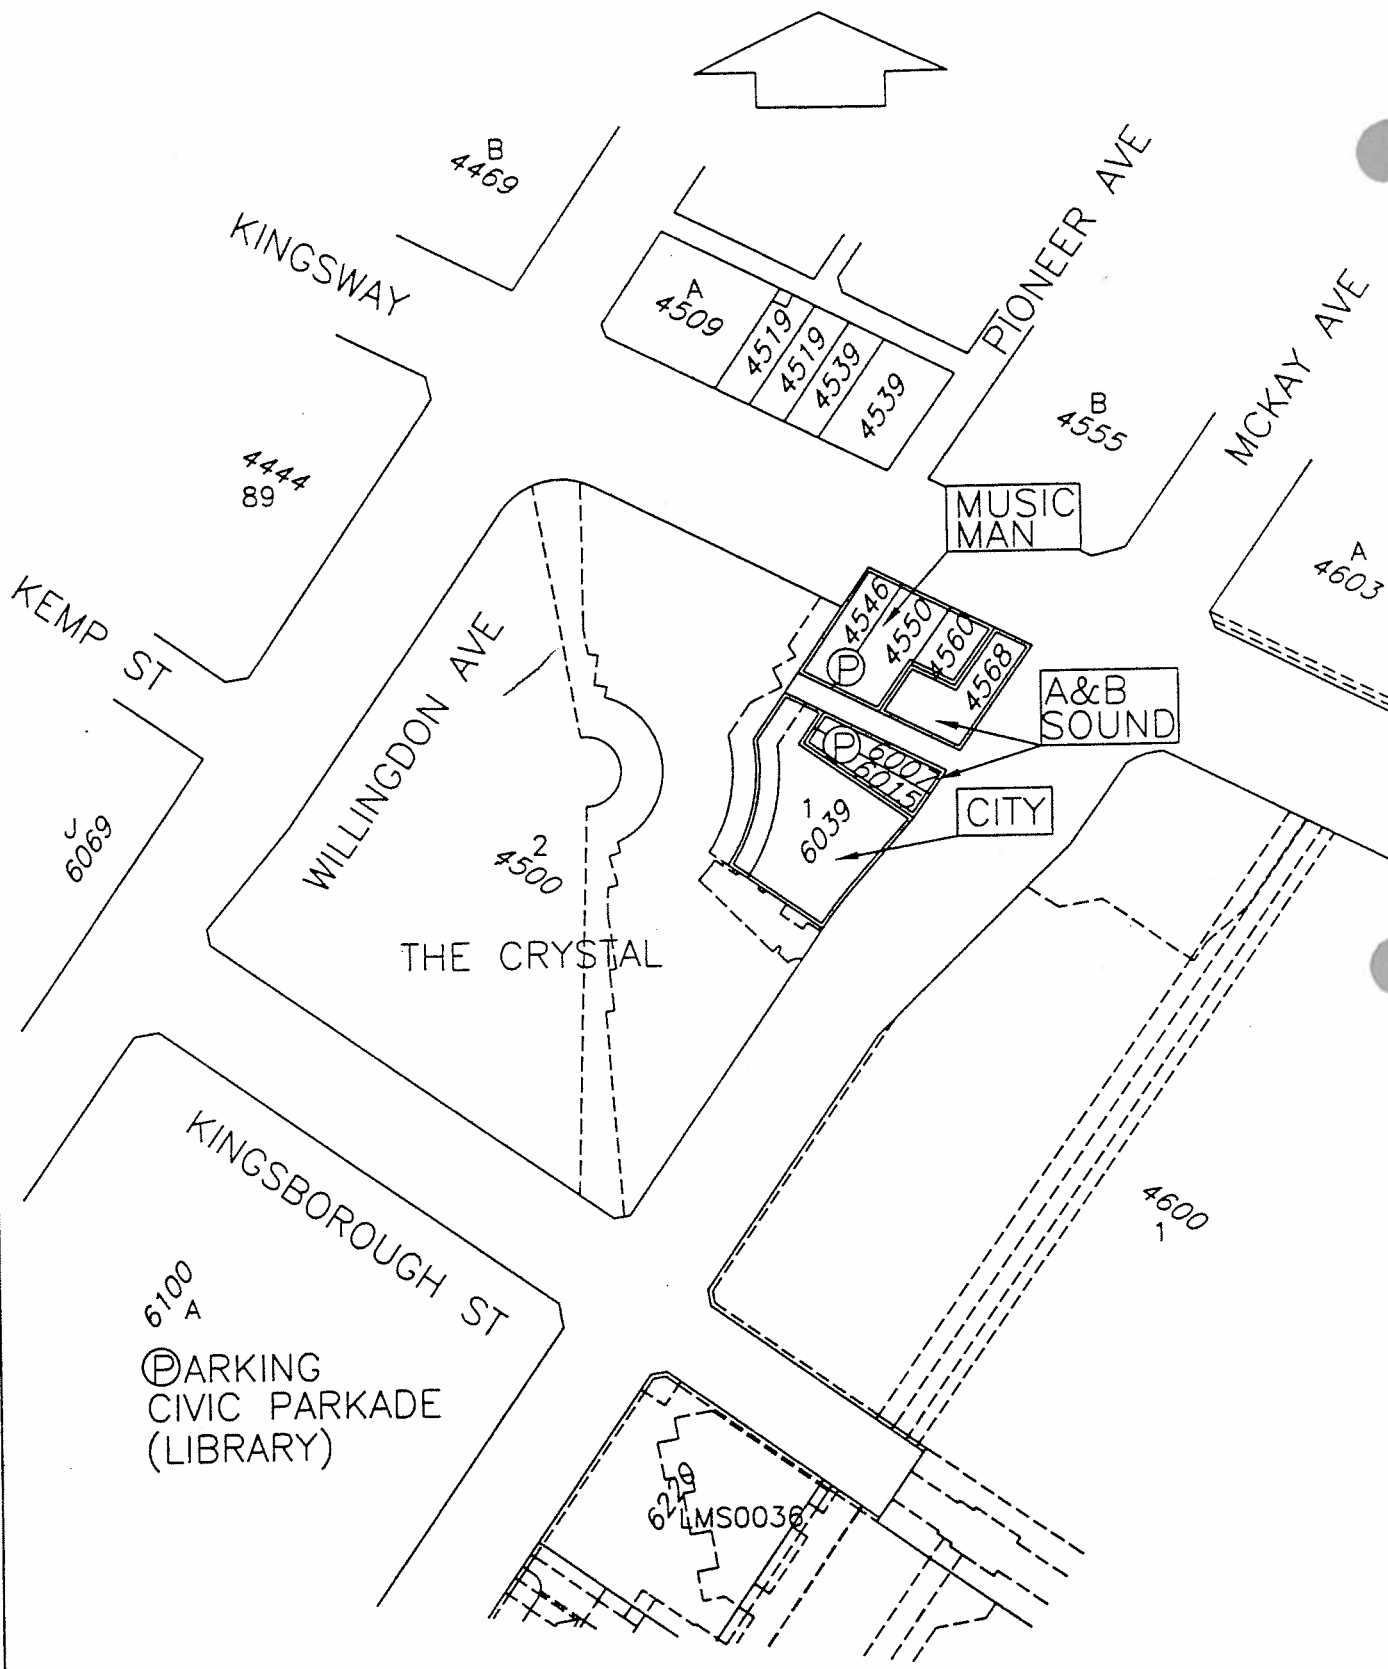 B
4469
KINGSWAY
PIONEER AVE
MCKAY AVE
A
4509
4519
4519
4539
4539
B
4555
4444
89
MUSIC
MAN
A
4603
KEMP ST
WILLINGDON AVE
4546
4550
4560
4568
P
A&B
SOUND
P
6007
6015
CITY
1
6039
J
6069
2
4500
THE CRYSTAL
KINGSBOROUGH ST
4600
1
6100
A
PARKING
CIVIC PARKADE
(LIBRARY)
6220
LMS0036